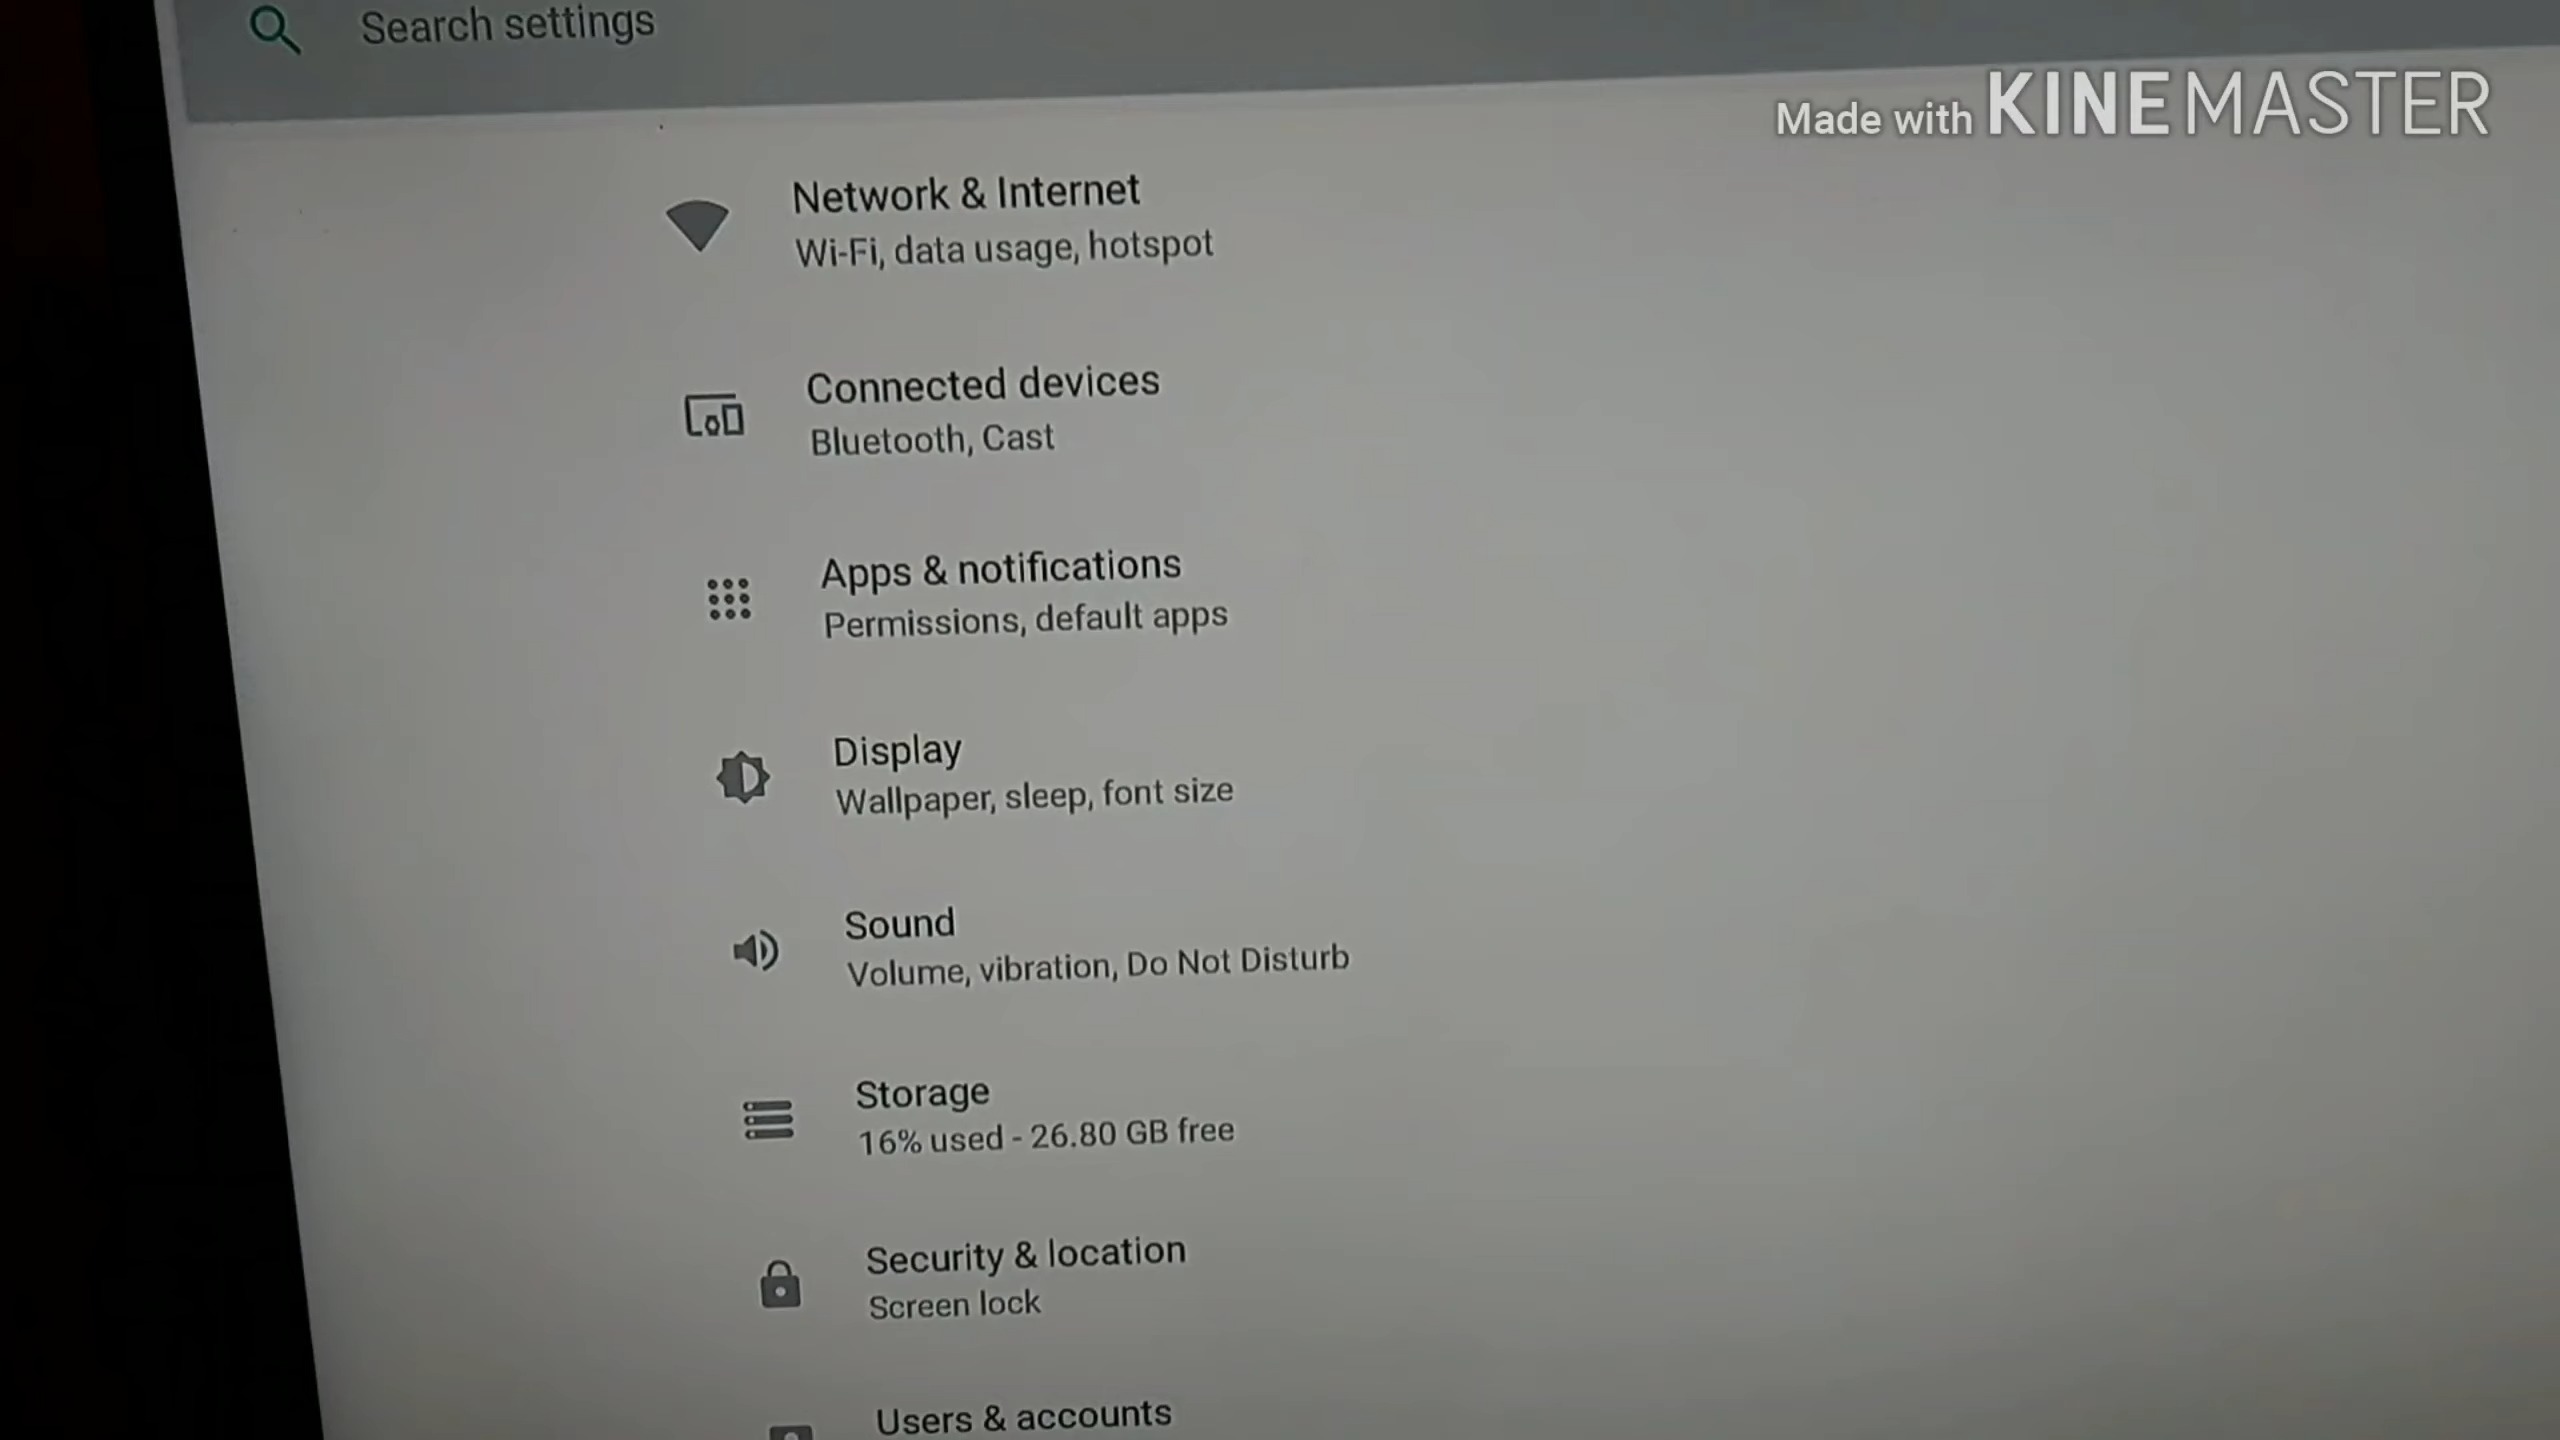 Search settings
Made with KINEMASTER
Network & Internet
Wi-Fi, data usage, hotspot
Connected devices
Bluetooth, Cast
Apps & notifications
Permissions, default apps
Display
Wallpaper, sleep, font size
Sound
Volume, vibration, Do Not Disturb
Storage
16% used - 26.80 GB free
Security & location
Screen lock
Users & accounts